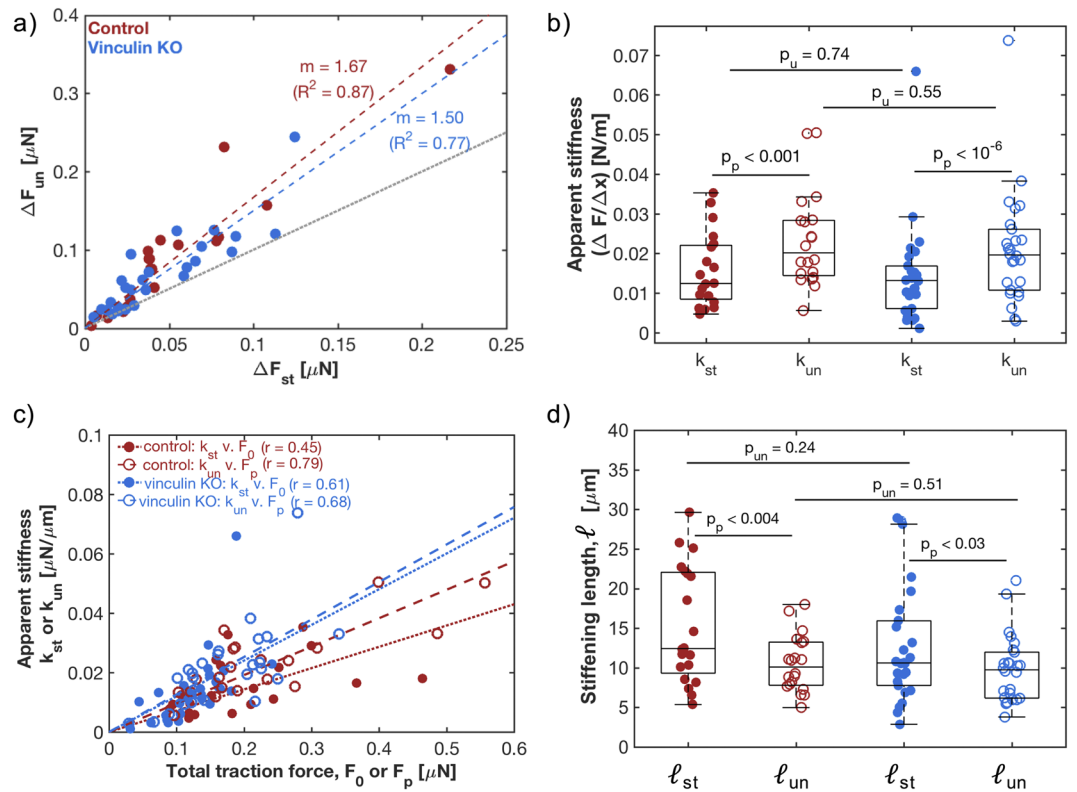 a)
Control
Vinculin KO
m = 1.67
(R² = 0.87)
m = 1.50
(R² = 0.77)
0.4
0.3
0.2
0.1
0
0
0.05
0.1
0.15
0.2
0.25
ΔF_un [μN]
ΔF_st [μN]
b)
p_u = 0.74
p_u = 0.55
p_p < 0.001
p_p < 10⁻⁶
0.08
0.07
0.06
0.05
0.04
0.03
0.02
0.01
0
Apparent stiffness
(Δ F/Δx) [N/m]
k_st
k_un
k_st
k_un
c)
control: k_st v. F_0 (r = 0.45)
control: k_un v. F_p (r = 0.79)
vinculin KO: k_st v. F_0 (r = 0.61)
vinculin KO: k_un v. F_p (r = 0.68)
0.1
0.08
0.06
0.04
0.02
0
0
0.1
0.2
0.3
0.4
0.5
0.6
Apparent stiffness
k_st or k_un [μN/μm]
Total traction force, F_0 or F_p [μN]
d)
p_un = 0.24
p_un = 0.51
p_p < 0.004
p_p < 0.03
40
35
30
25
20
15
10
5
0
Stiffening length, ℓ [μm]
ℓ_st
ℓ_un
ℓ_st
ℓ_un